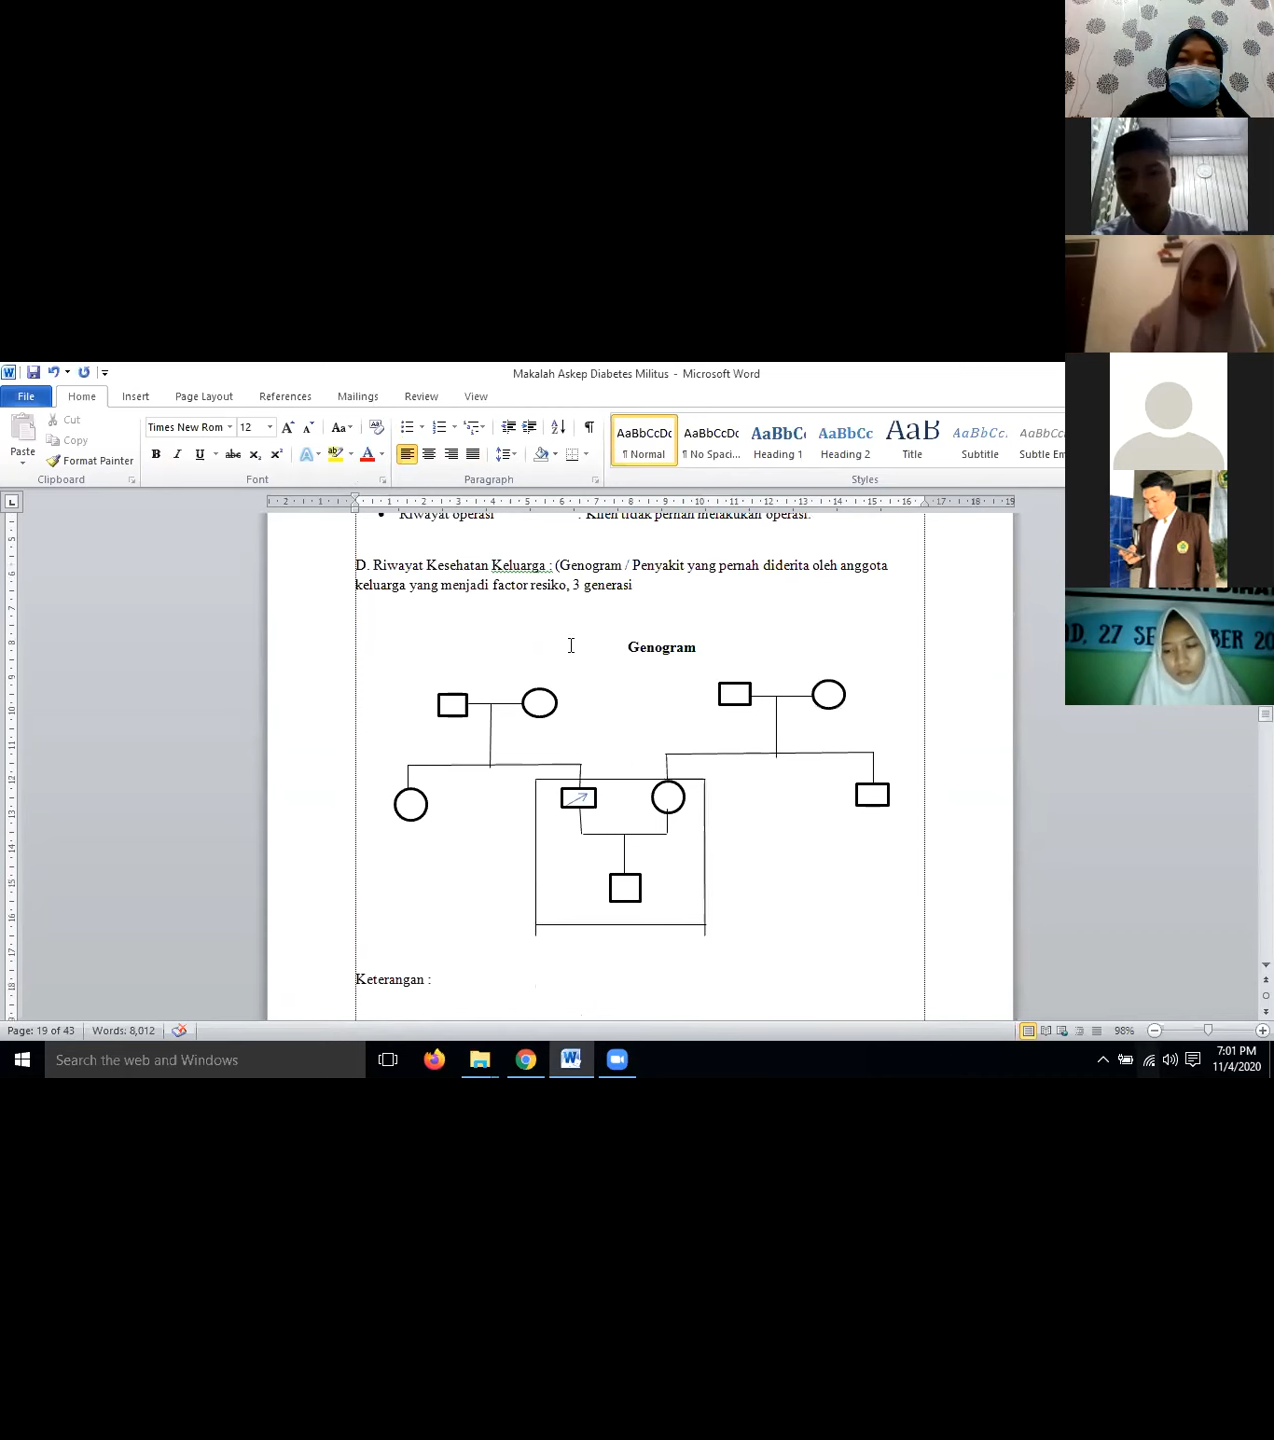 Makalah Askep Diabetes Militus - Microsoft Word
File Home Insert Page Layout References Mailings Review View
Paste
Cut
Copy
Format Painter
Clipboard
Times New Rom 12
Font
Paragraph
AaBbCcDc AaBbCcDc AaBbC AaBbCc AaB AaBbCc. AaBbCc
¶ Normal ¶ No Spaci... Heading 1 Heading 2 Title Subtitle Subtle Em
Styles
Riwayat operasi : Klien tidak pernah melakukan operasi.
D. Riwayat Kesehatan Keluarga : (Genogram / Penyakit yang pernah diderita oleh anggota
keluarga yang menjadi factor resiko, 3 generasi
Genogram
Keterangan :
Page: 19 of 43 Words: 8,012 98%
Search the web and Windows
7:01 PM
11/4/2020
OD, 27 SE BER 20